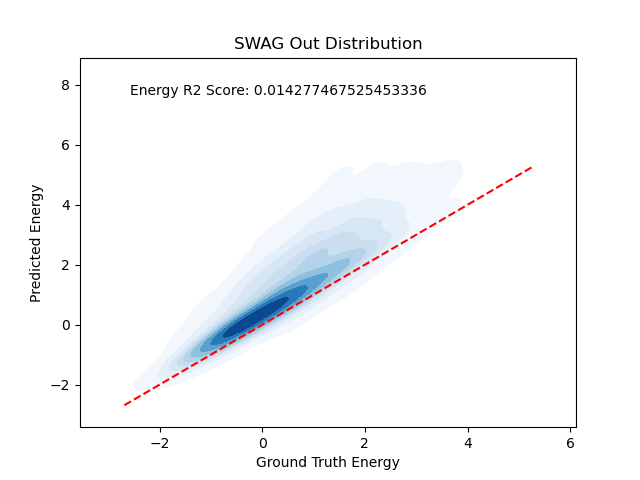 SWAG Out Distribution
Energy R2 Score: 0.014277467525453336
Predicted Energy
8
6
4
2
0
−2
−2 0 2 4 6
Ground Truth Energy